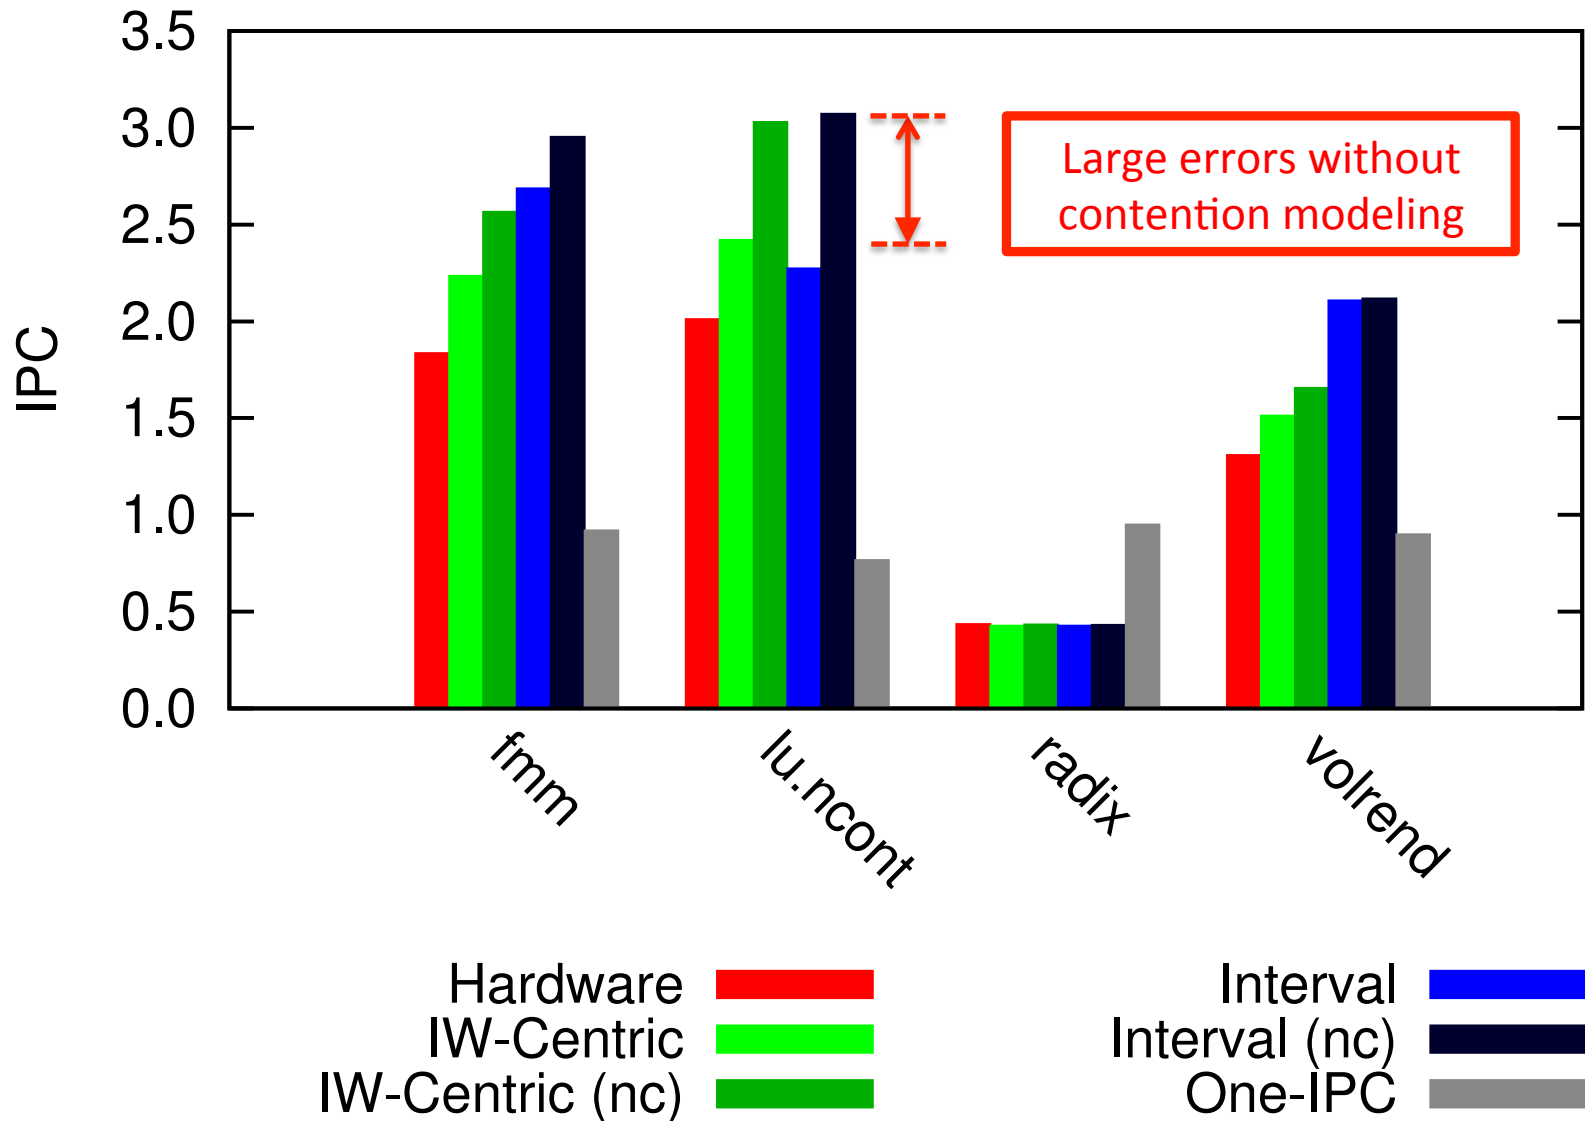 3.5
3.0
2.5
2.0
1.5
1.0
0.5
0.0
IPC
Large errors without
contention modeling
fmm
lu.ncont
radix
volrend
Hardware
IW-Centric
IW-Centric (nc)
Interval
Interval (nc)
One-IPC